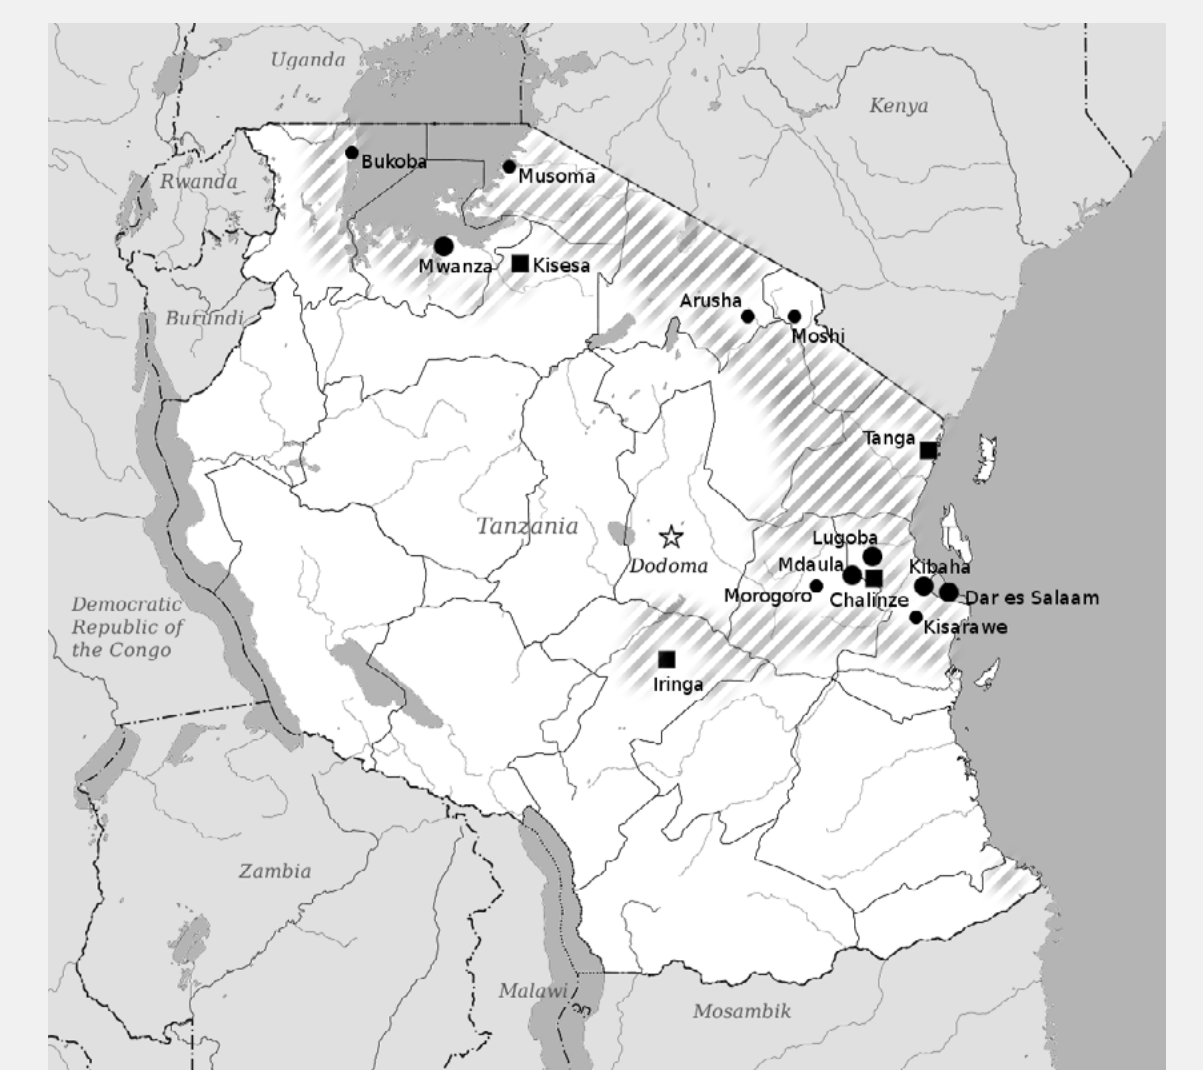 Uganda
Kenya
Bukoba
Rwanda
Musoma
Mwanza
Kisesa
Arusha
Burundi
Moshi
Tanga
Tanzania
Lugoba
Dodoma
Mdaula
Kibaha
Morogoro
Chalinze
Dar es Salaam
Democratic
Republic of
the Congo
Kisarawe
Iringa
Zambia
Malawi
Mosambik